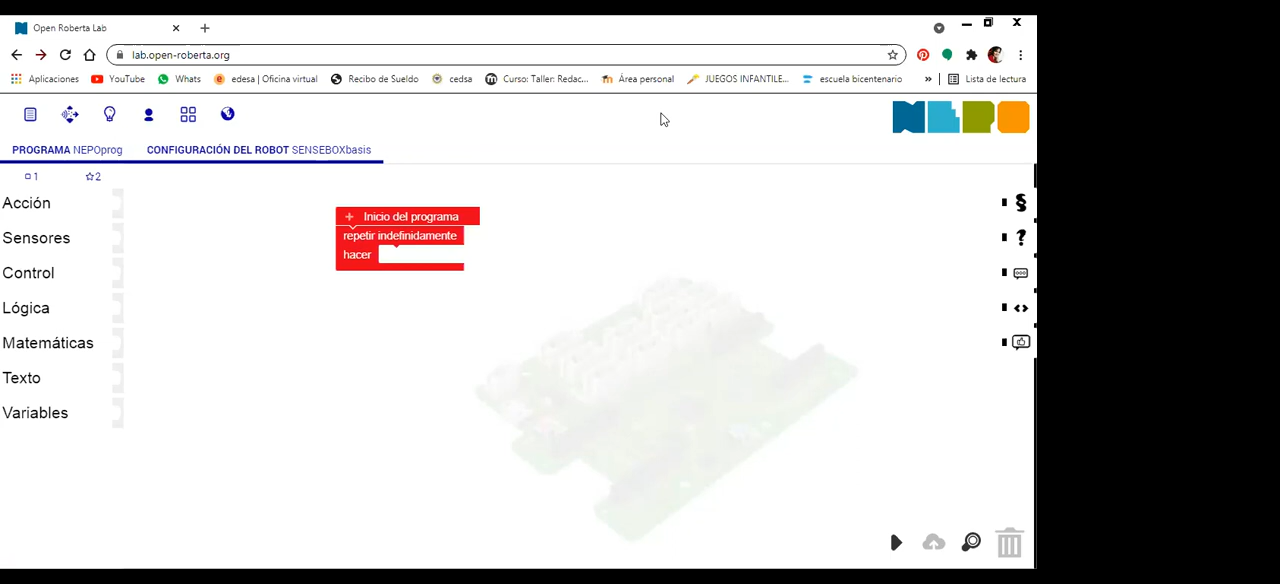 Open Roberta Lab
lab.open-roberta.org
Aplicaciones YouTube Whats edesa | Oficina virtual Recibo de Sueldo cedsa Curso: Taller: Redac... Área personal JUEGOS INFANTILE... escuela bicentenario » Lista de lectura
PROGRAMA NEPOprog CONFIGURACIÓN DEL ROBOT SENSEBOXbasis
1 2
Acción
Sensores
Control
Lógica
Matemáticas
Texto
Variables
+ Inicio del programa
repetir indefinidamente
hacer
§
?